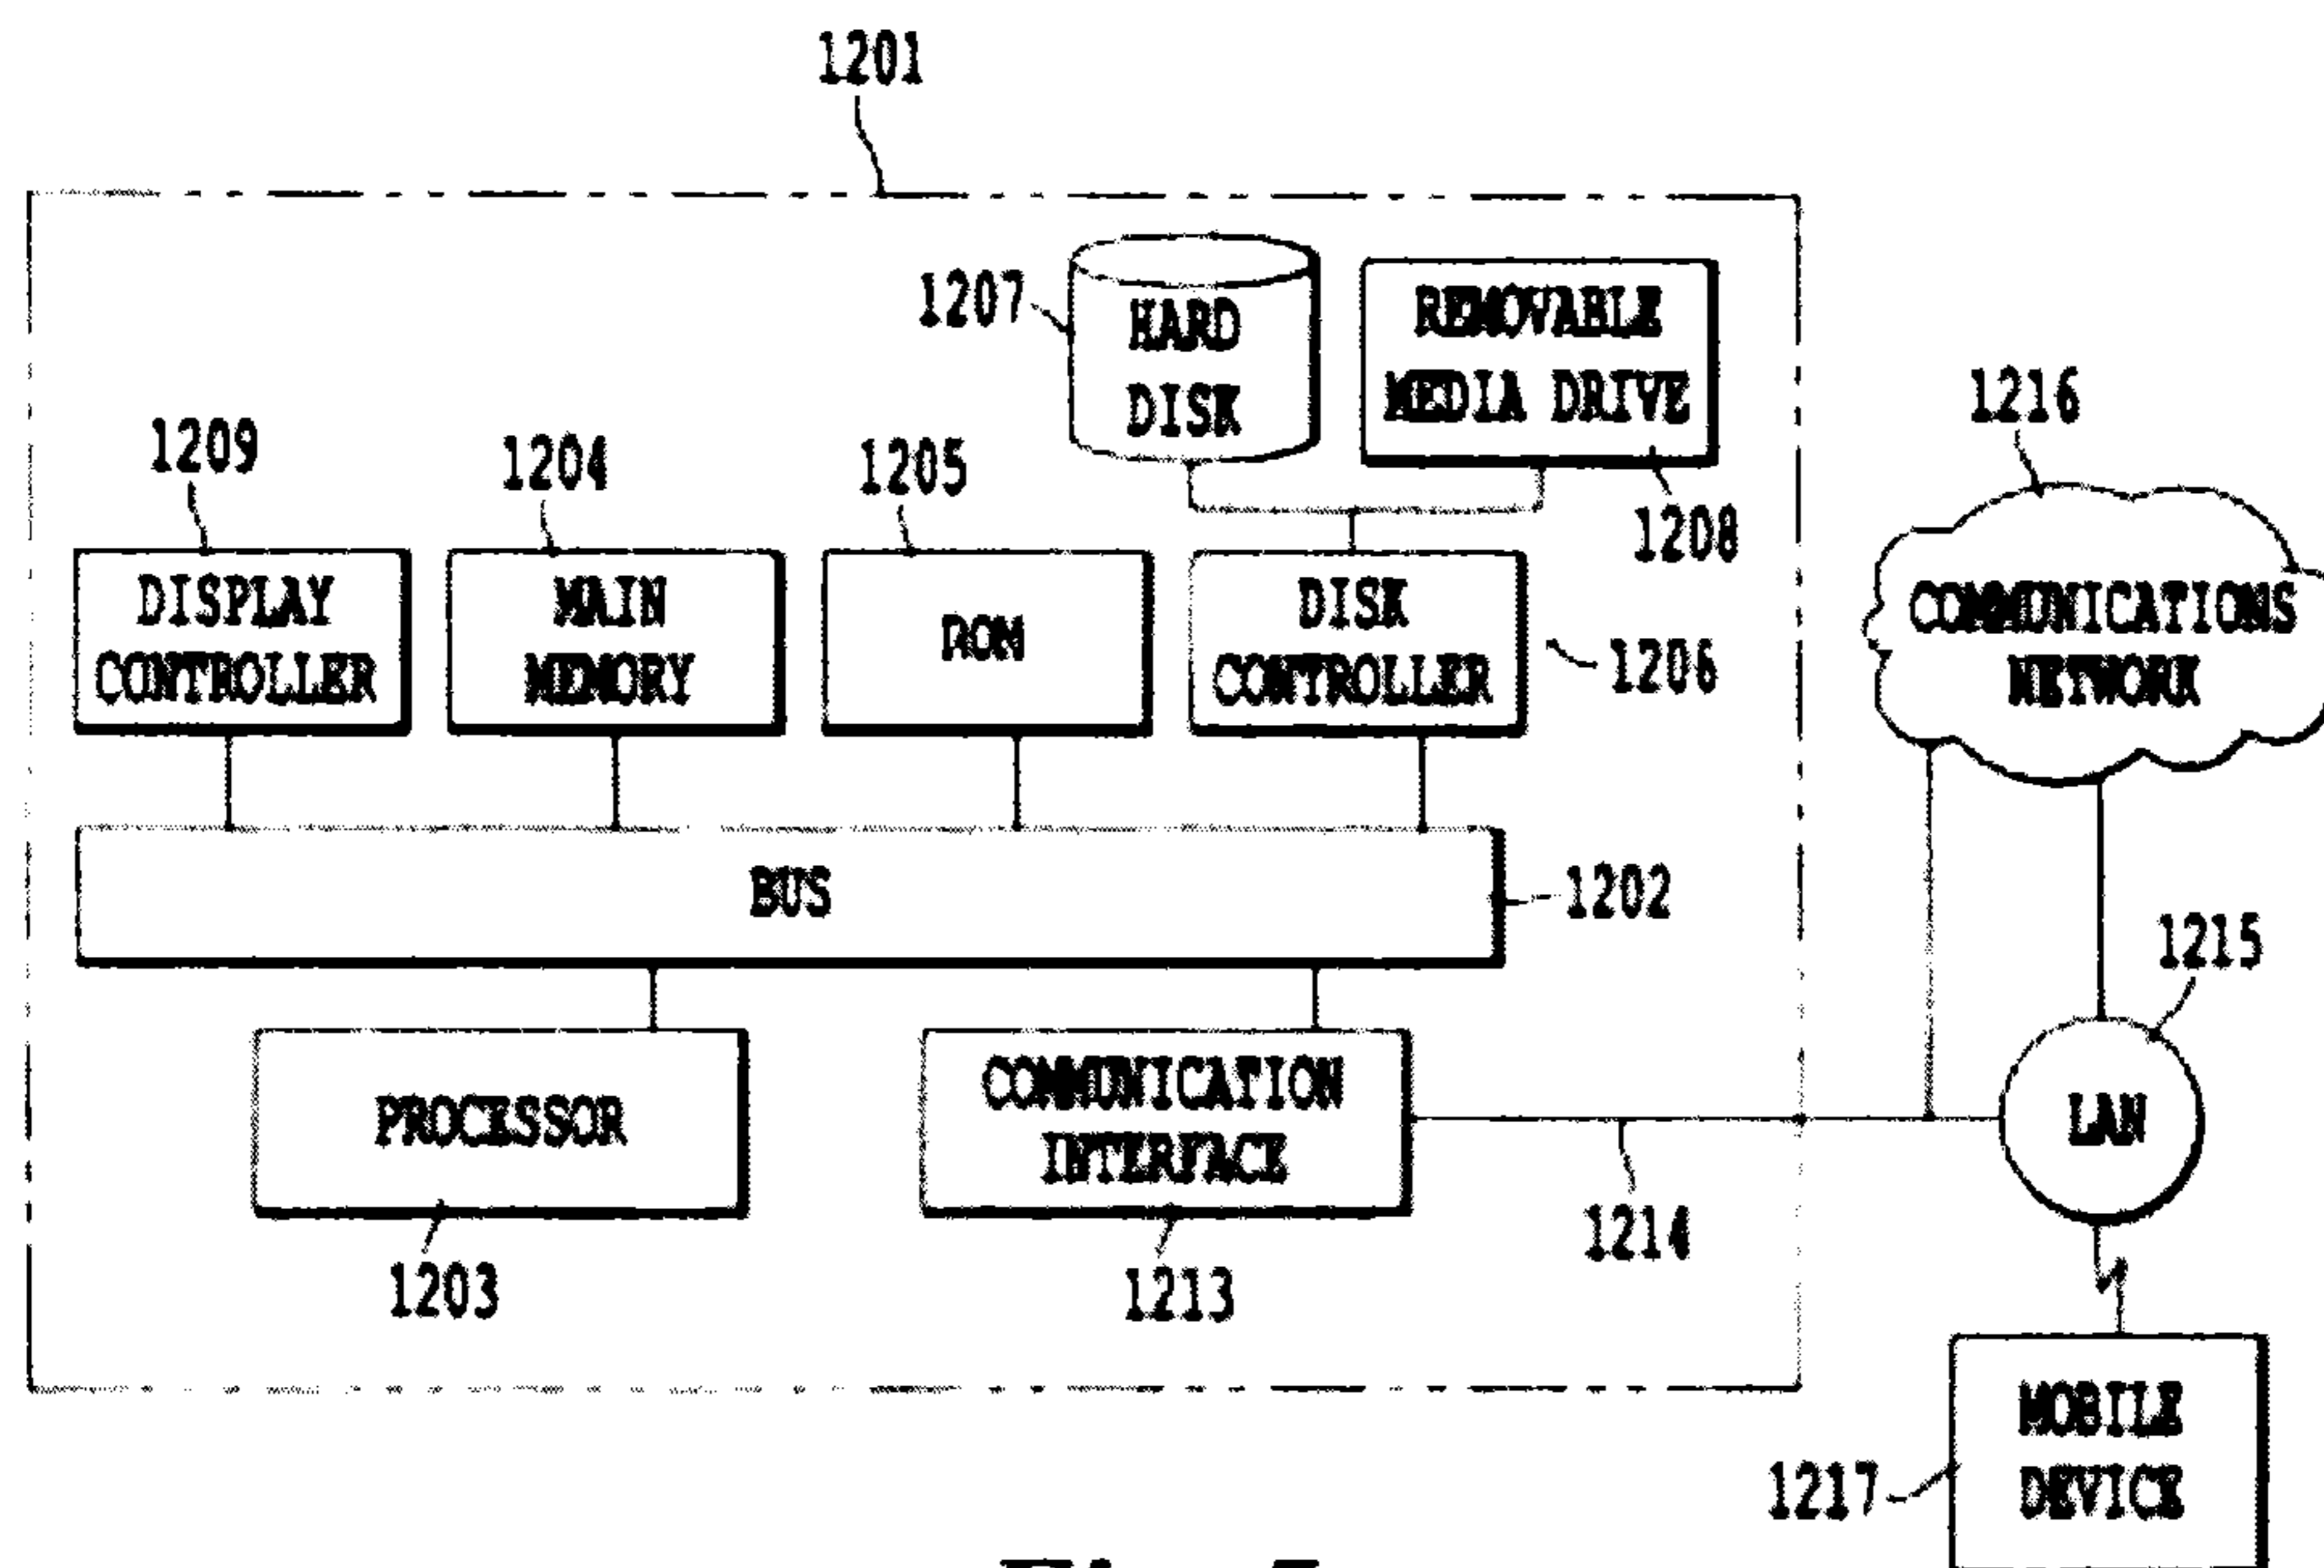 1201
1207
HARD
DISK
REMOVABLE
MEDIA DRIVE
1208
1216
1209
1204
1205
DISPLAY
CONTROLLER
MAIN
MEMORY
ROM
DISK
CONTROLLER
1206
COMMUNICATIONS
NETWORK
BUS
1202
1215
PROCESSOR
COMMUNICATION
INTERFACE
LAN
1214
1203
1213
MOBILE
DEVICE
1217